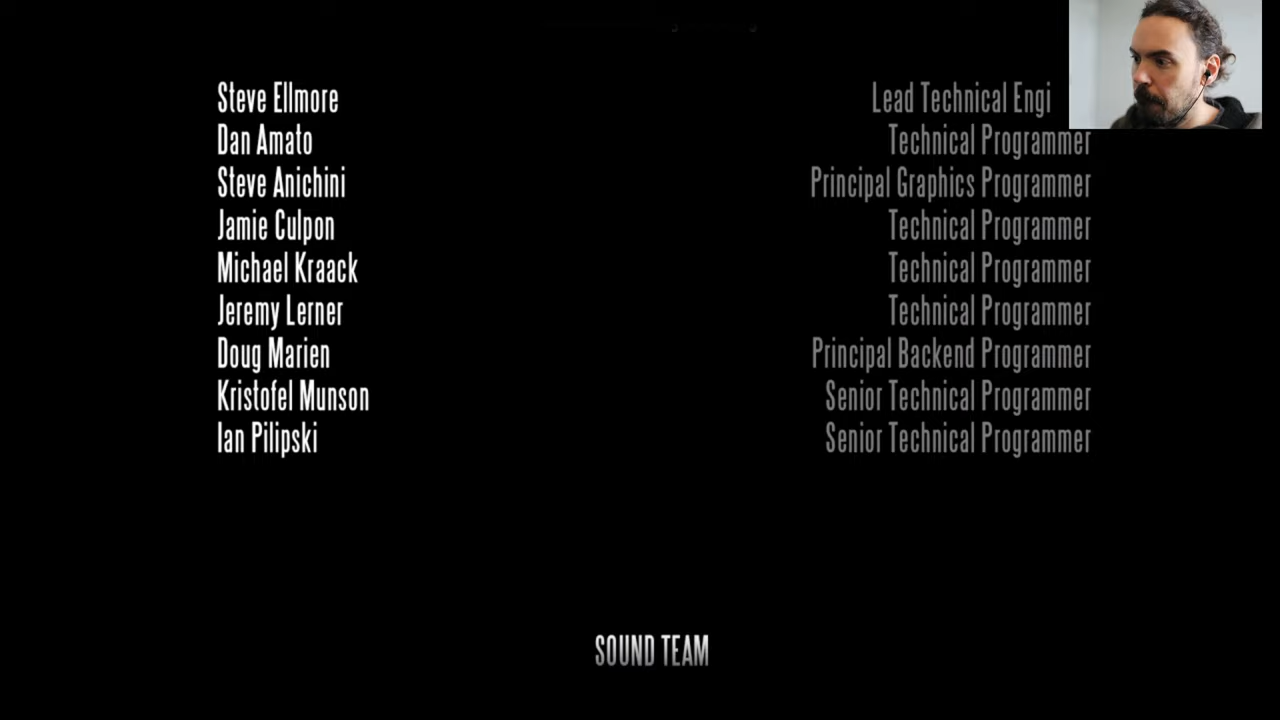 Steve Ellmore Lead Technical Engi
Dan Amato Technical Programmer
Steve Anichini Principal Graphics Programmer
Jamie Culpon Technical Programmer
Michael Kraack Technical Programmer
Jeremy Lerner Technical Programmer
Doug Marien Principal Backend Programmer
Kristofel Munson Senior Technical Programmer
Ian Pilipski Senior Technical Programmer
SOUND TEAM